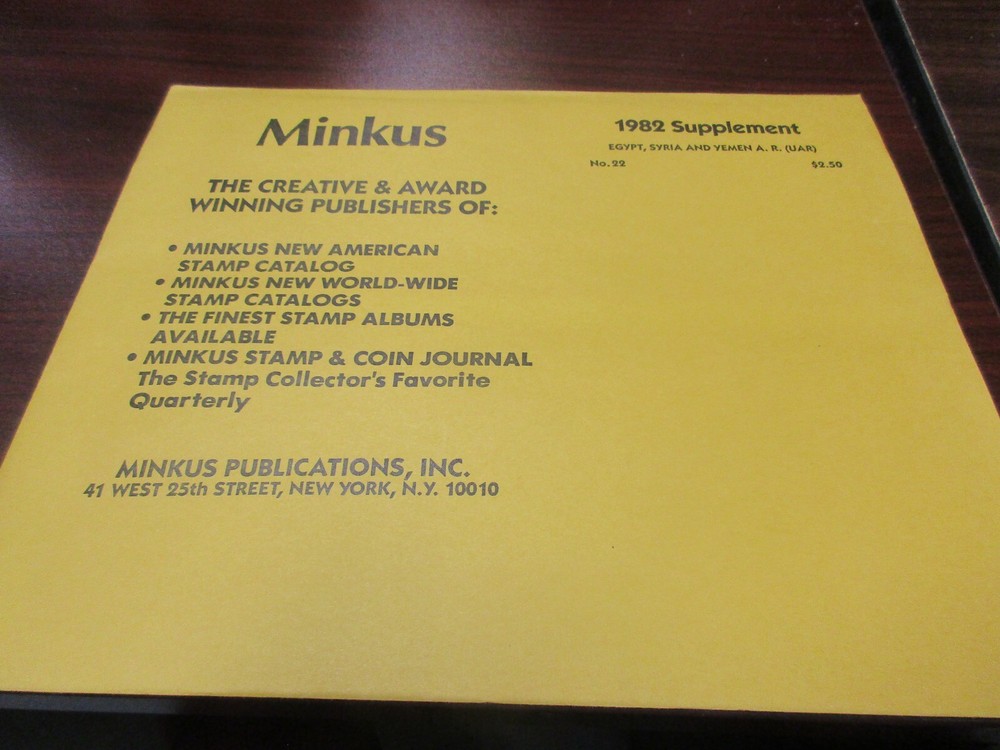 Minkus
THE CREATIVE & AWARD
WINNING PUBLISHERS OF:
• MINKUS NEW AMERICAN
STAMP CATALOG
• MINKUS NEW WORLD-WIDE
STAMP CATALOGS
• THE FINEST STAMP ALBUMS
AVAILABLE
• MINKUS STAMP & COIN JOURNAL
The Stamp Collector's Favorite
Quarterly
MINKUS PUBLICATIONS, INC.
41 WEST 25th STREET, NEW YORK, N.Y. 10010
1982 Supplement
EGYPT, SYRIA AND YEMEN A. R. (UAR)
No. 22 $2.50